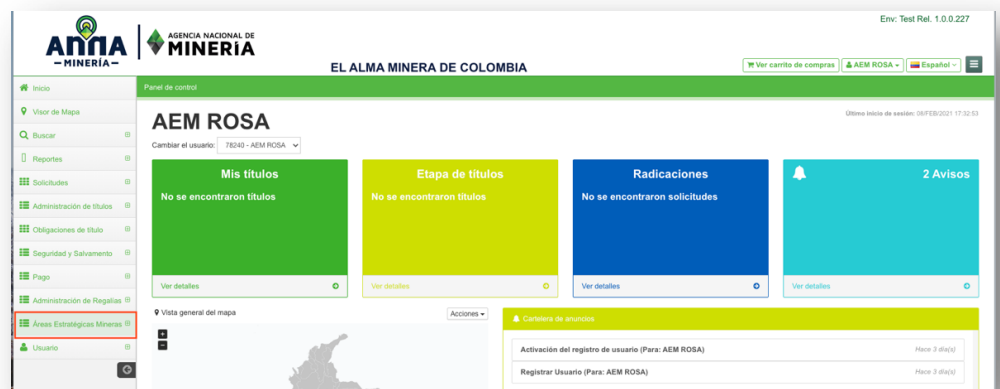 Env: Test Rel. 1.0.0.227
ANNA
MINERÍA
AGENCIA NACIONAL DE
MINERÍA
EL ALMA MINERA DE COLOMBIA
Ver carrito de compras
AEM ROSA
Español
Inicio
Visor de Mapa
Buscar
Reportes
Solicitudes
Administración de títulos
Obligaciones de título
Seguridad y Salvamento
Pago
Administración de Regalías
Áreas Estratégicas Mineras
Usuario
Panel de control
Último inicio de sesión: 08/FEB/2021 17:32:53
AEM ROSA
Cambiar el usuario: 78240 - AEM ROSA
Mis títulos
No se encontraron títulos
Ver detalles
Etapa de títulos
No se encontraron títulos
Ver detalles
Radicaciones
No se encontraron solicitudes
Ver detalles
2 Avisos
Ver detalles
Vista general del mapa
Acciones
Cartelera de anuncios
Activación del registro de usuario (Para: AEM ROSA) Hace 3 día(s)
Registrar Usuario (Para: AEM ROSA) Hace 3 día(s)